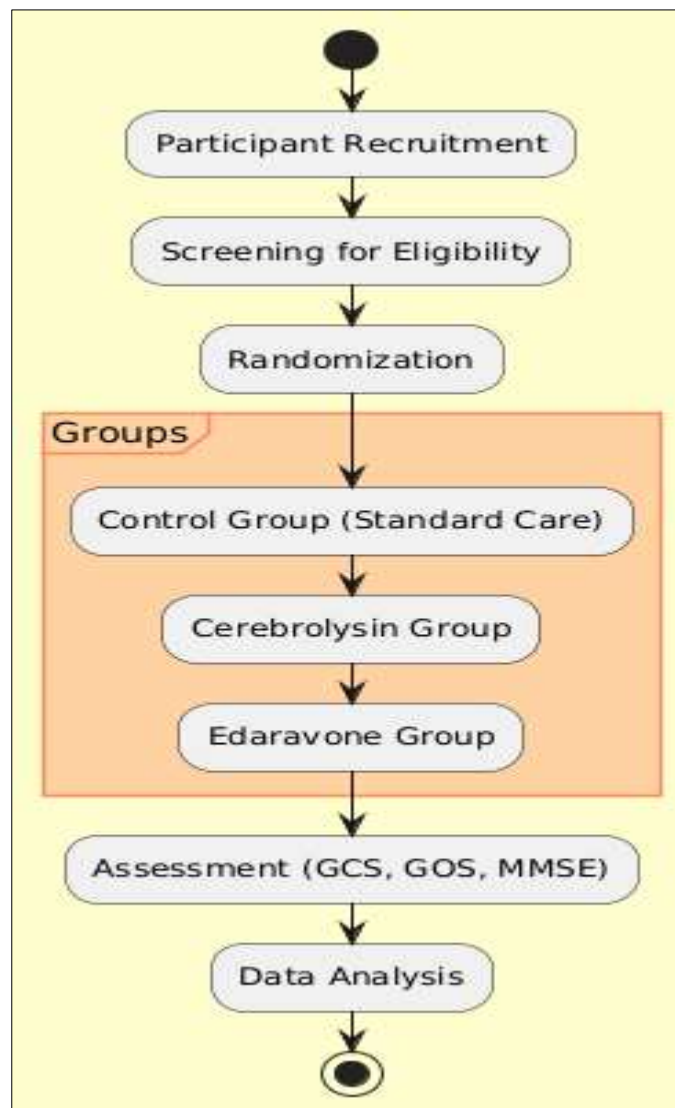 Participant Recruitment
Screening for Eligibility
Randomization
Groups
Control Group (Standard Care)
Cerebrolysin Group
Edaravone Group
Assessment (GCS, GOS, MMSE)
Data Analysis